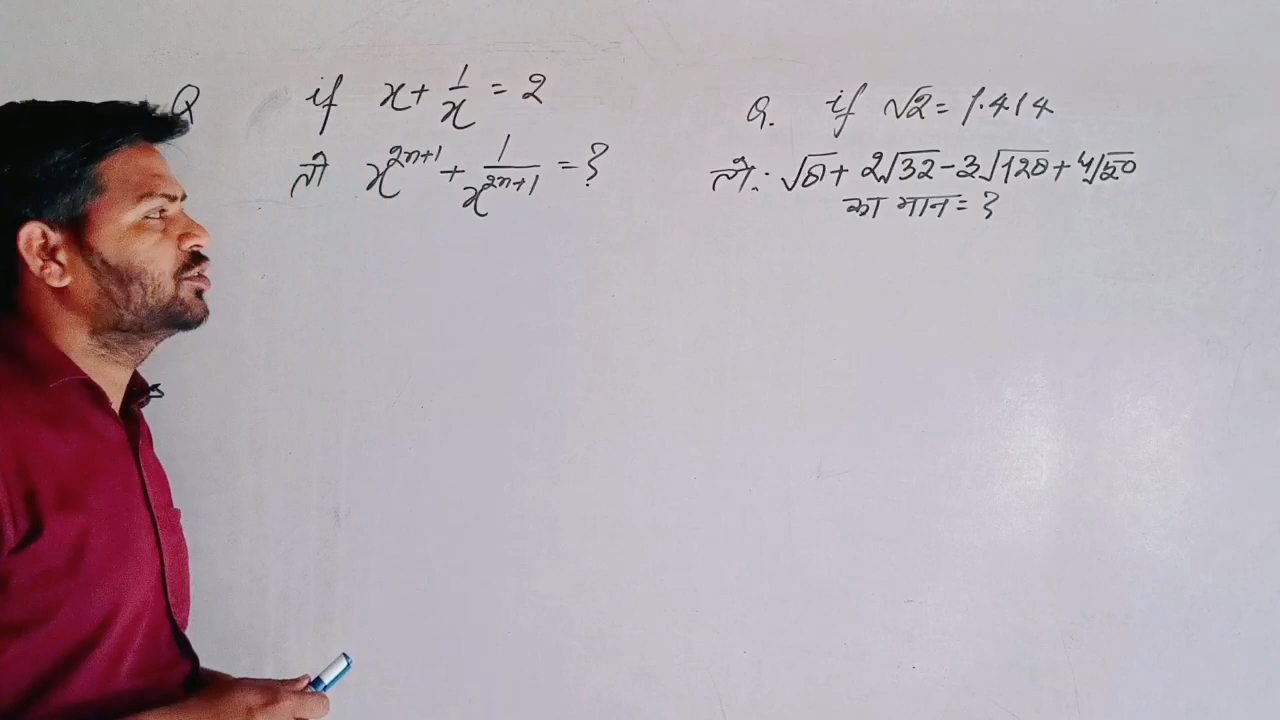 Q if x + 1/x = 2
तो x^{2n+1} + 1/x^{2n+1} = ?
Q. if √2 = 1.414
तो: √8 + 2√32 - 3√128 + 4√50
का मान = ?